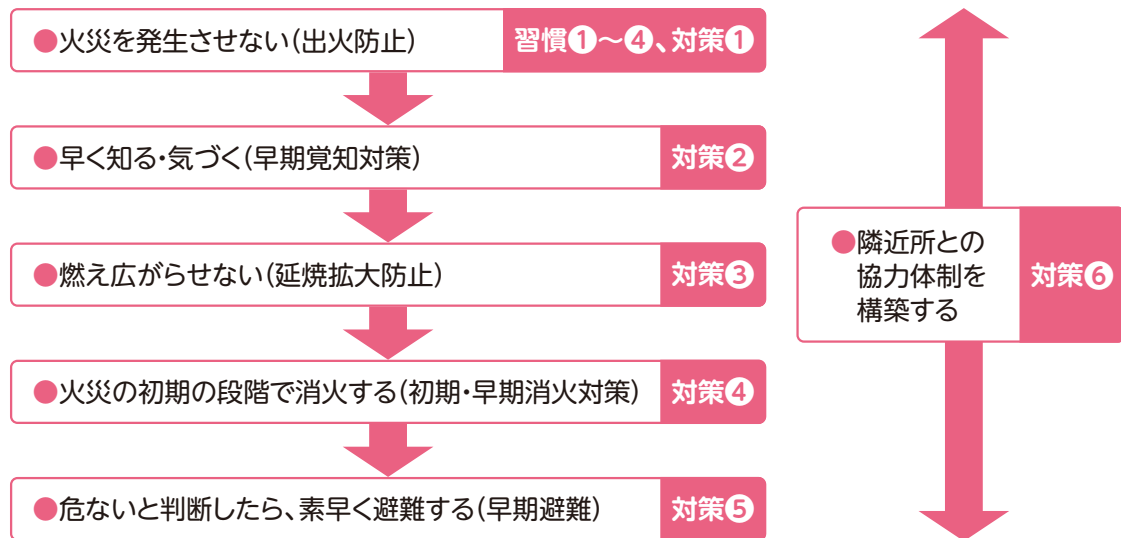 ●火災を発生させない(出火防止) 習慣❶～❹、対策❶
●早く知る・気づく(早期覚知対策) 対策❷
●燃え広がらせない(延焼拡大防止) 対策❸
●火災の初期の段階で消火する(初期・早期消火対策) 対策❹
●危ないと判断したら、素早く避難する(早期避難) 対策❺
●隣近所との
協力体制を
構築する
対策❻